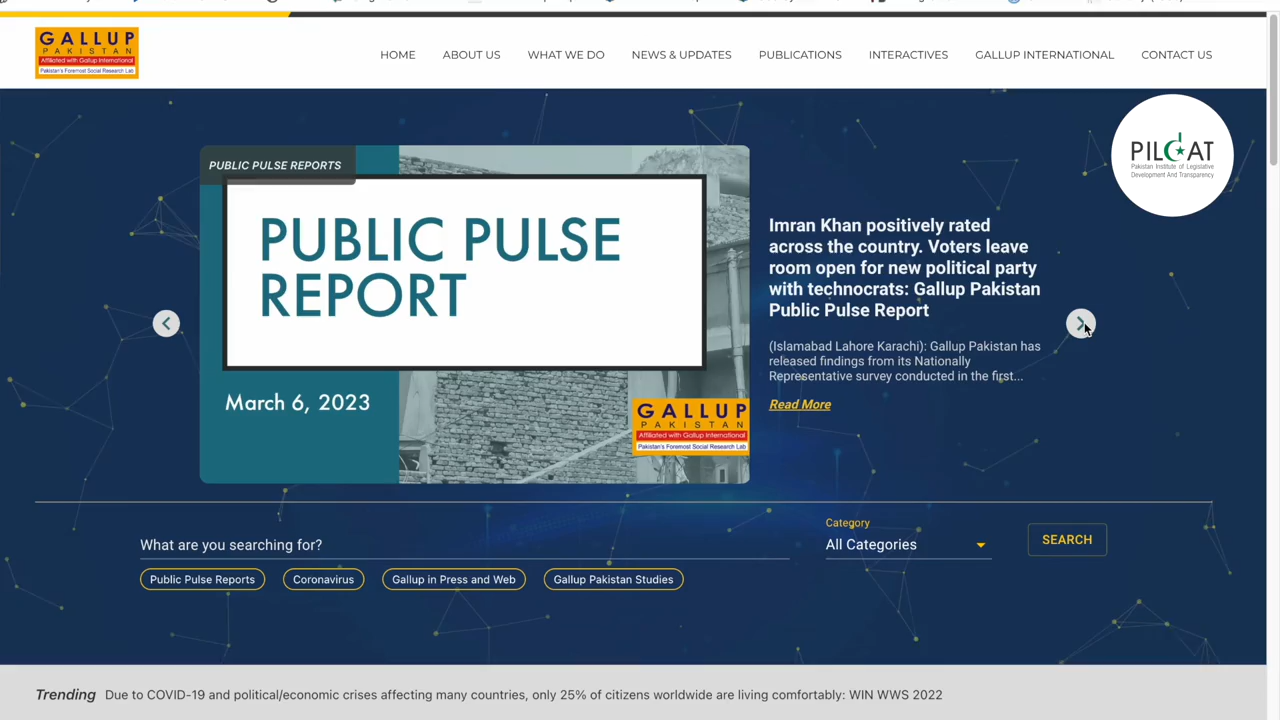 GALLUP
PAKISTAN
Affiliated with Gallup International
Pakistan's Foremost Social Research Lab
HOME
ABOUT US
WHAT WE DO
NEWS & UPDATES
PUBLICATIONS
INTERACTIVES
GALLUP INTERNATIONAL
CONTACT US
PILCAT
Pakistan Institute of Legislative
Development And Transparency
PUBLIC PULSE REPORTS
PUBLIC PULSE
REPORT
March 6, 2023
GALLUP
PAKISTAN
Affiliated with Gallup International
Pakistan's Foremost Social Research Lab
Imran Khan positively rated
across the country. Voters leave
room open for new political party
with technocrats: Gallup Pakistan
Public Pulse Report
(Islamabad Lahore Karachi): Gallup Pakistan has
released findings from its Nationally
Representative survey conducted in the first...
Read More
What are you searching for?
Category
All Categories
SEARCH
Public Pulse Reports
Coronavirus
Gallup in Press and Web
Gallup Pakistan Studies
Trending Due to COVID-19 and political/economic crises affecting many countries, only 25% of citizens worldwide are living comfortably: WIN WWS 2022